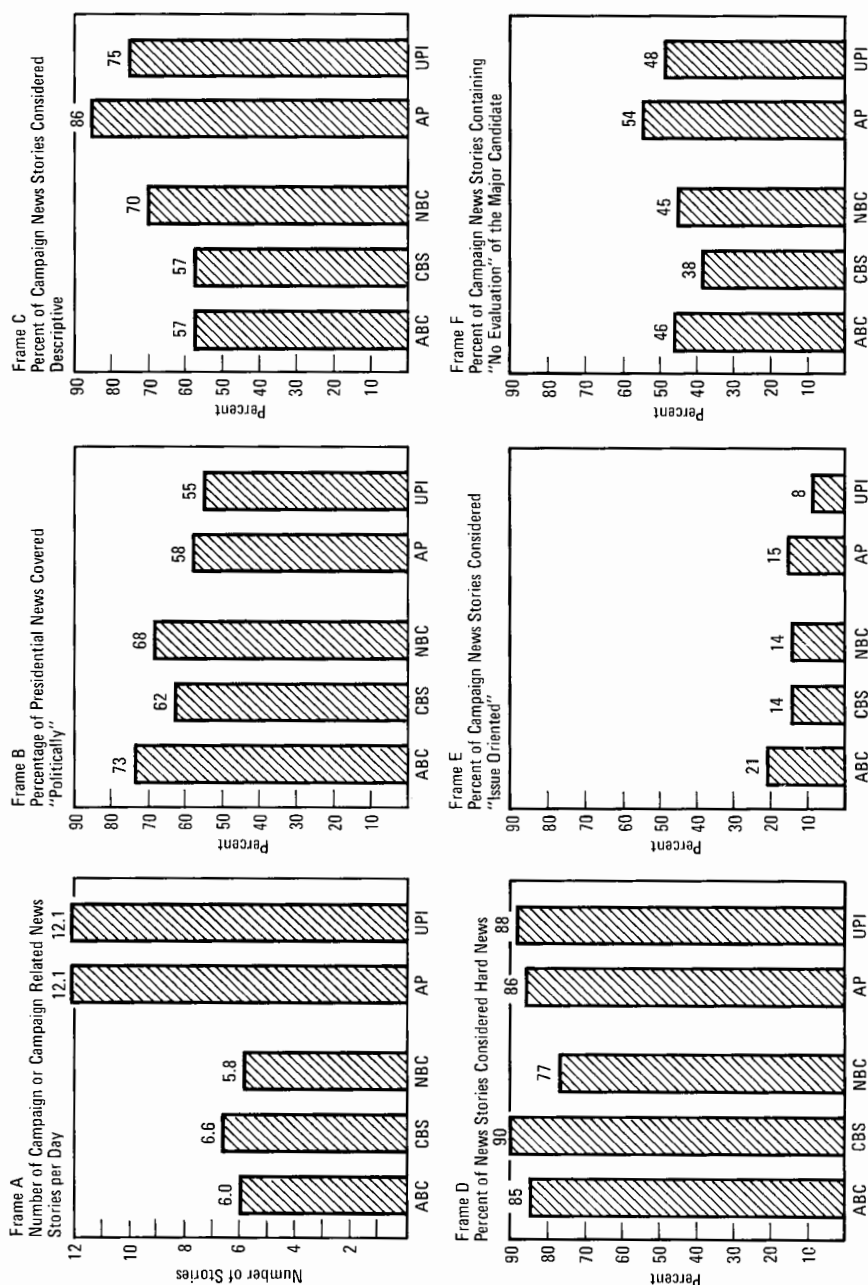 Frame A
Number of Campaign or Campaign Related News
Stories per Day
Number of Stories
12
10
8
6
4
2
6.0
6.6
5.8
12.1
12.1
ABC CBS NBC AP UPI
Frame B
Percentage of Presidential News Covered
"Politically"
Percent
90
80
70
60
50
40
30
20
10
73
62
68
58
55
ABC CBS NBC AP UPI
Frame C
Percent of Campaign News Stories Considered
Descriptive
Percent
90
80
70
60
50
40
30
20
10
57
57
70
86
75
ABC CBS NBC AP UPI
Frame D
Percent of News Stories Considered Hard News
Percent
90
80
70
60
50
40
30
20
10
85
90
77
86
88
ABC CBS NBC AP UPI
Frame E
Percent of Campaign News Stories Considered
"Issue Oriented"
Percent
90
80
70
60
50
40
30
20
10
21
14
14
15
8
ABC CBS NBC AP UPI
Frame F
Percent of Campaign News Stories Containing
"No Evaluation" of the Major Candidate
Percent
90
80
70
60
50
40
30
20
10
46
38
45
54
48
ABC CBS NBC AP UPI